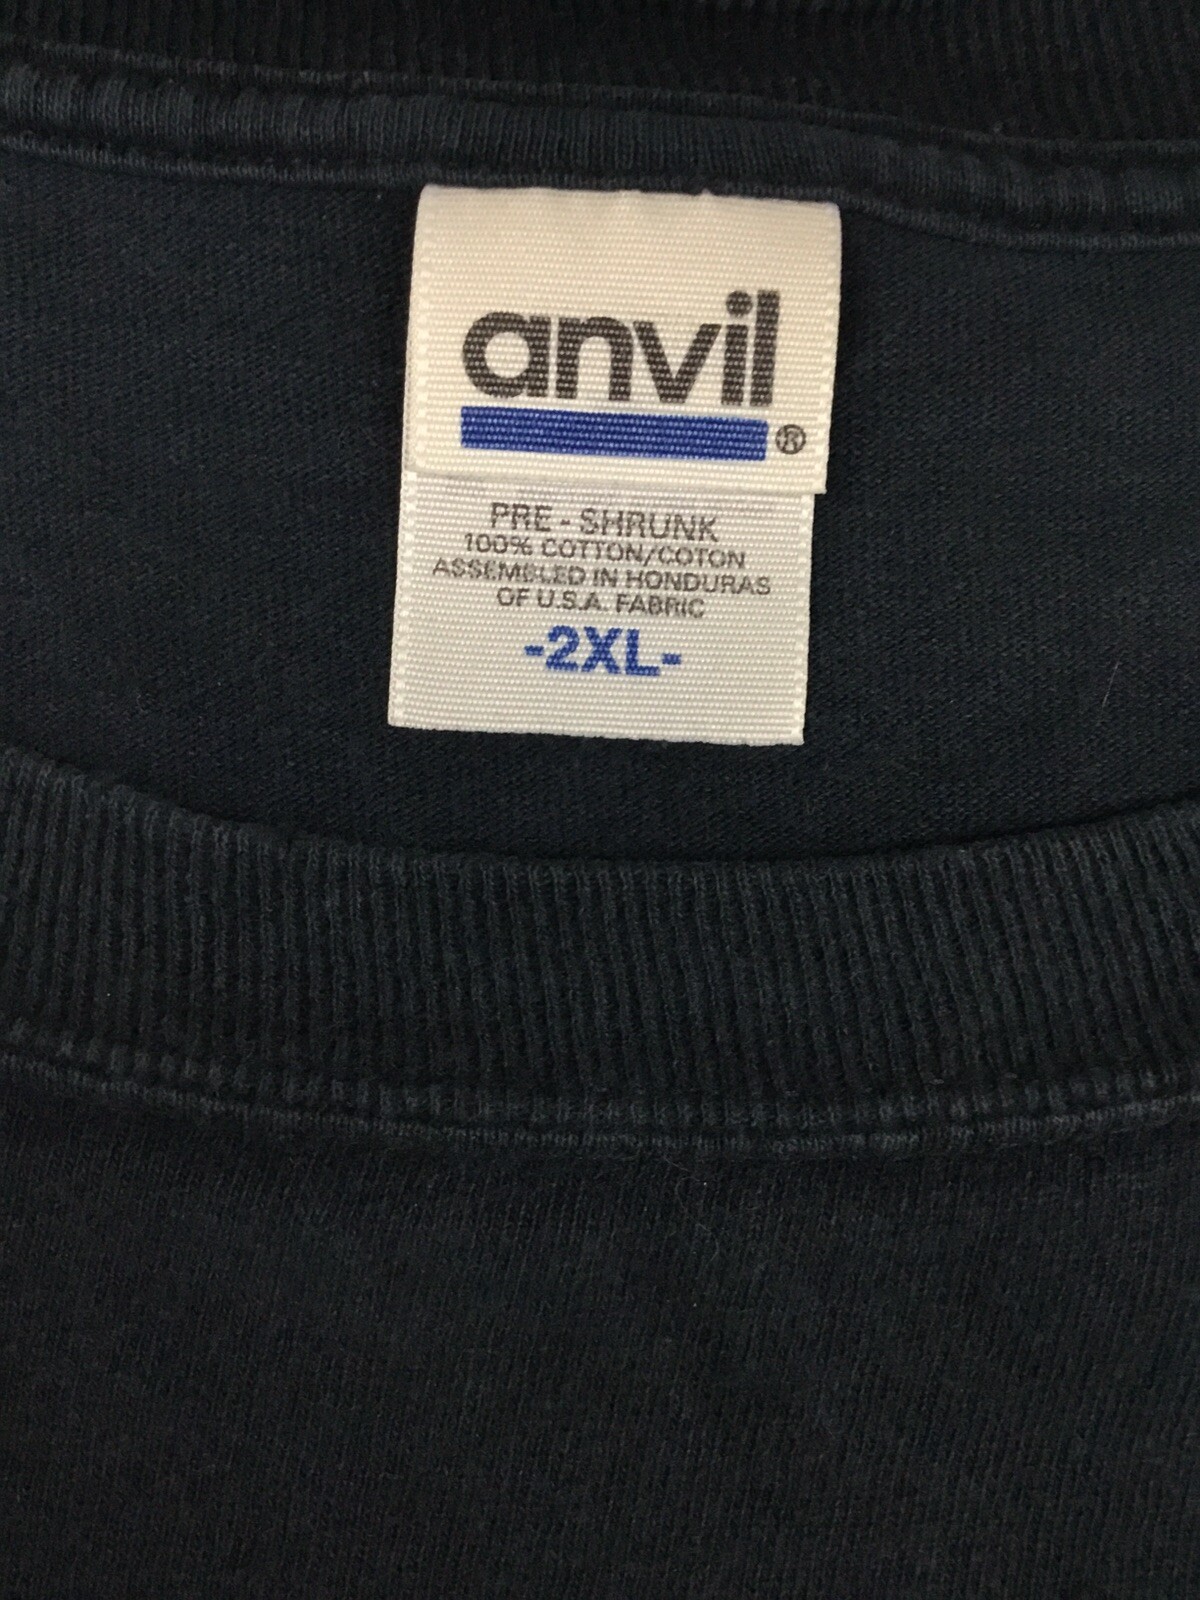 anvil®
PRE - SHRUNK
100% COTTON/COTON
ASSEMBLED IN HONDURAS
OF U.S.A. FABRIC
-2XL-